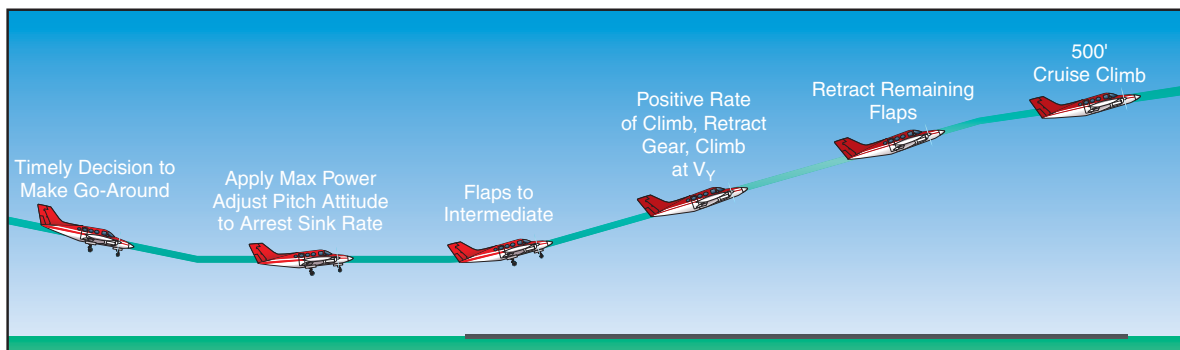 Timely Decision to
Make Go-Around
Apply Max Power
Adjust Pitch Attitude
to Arrest Sink Rate
Flaps to
Intermediate
Positive Rate
of Climb, Retract
Gear, Climb
at VY
Retract Remaining
Flaps
500'
Cruise Climb